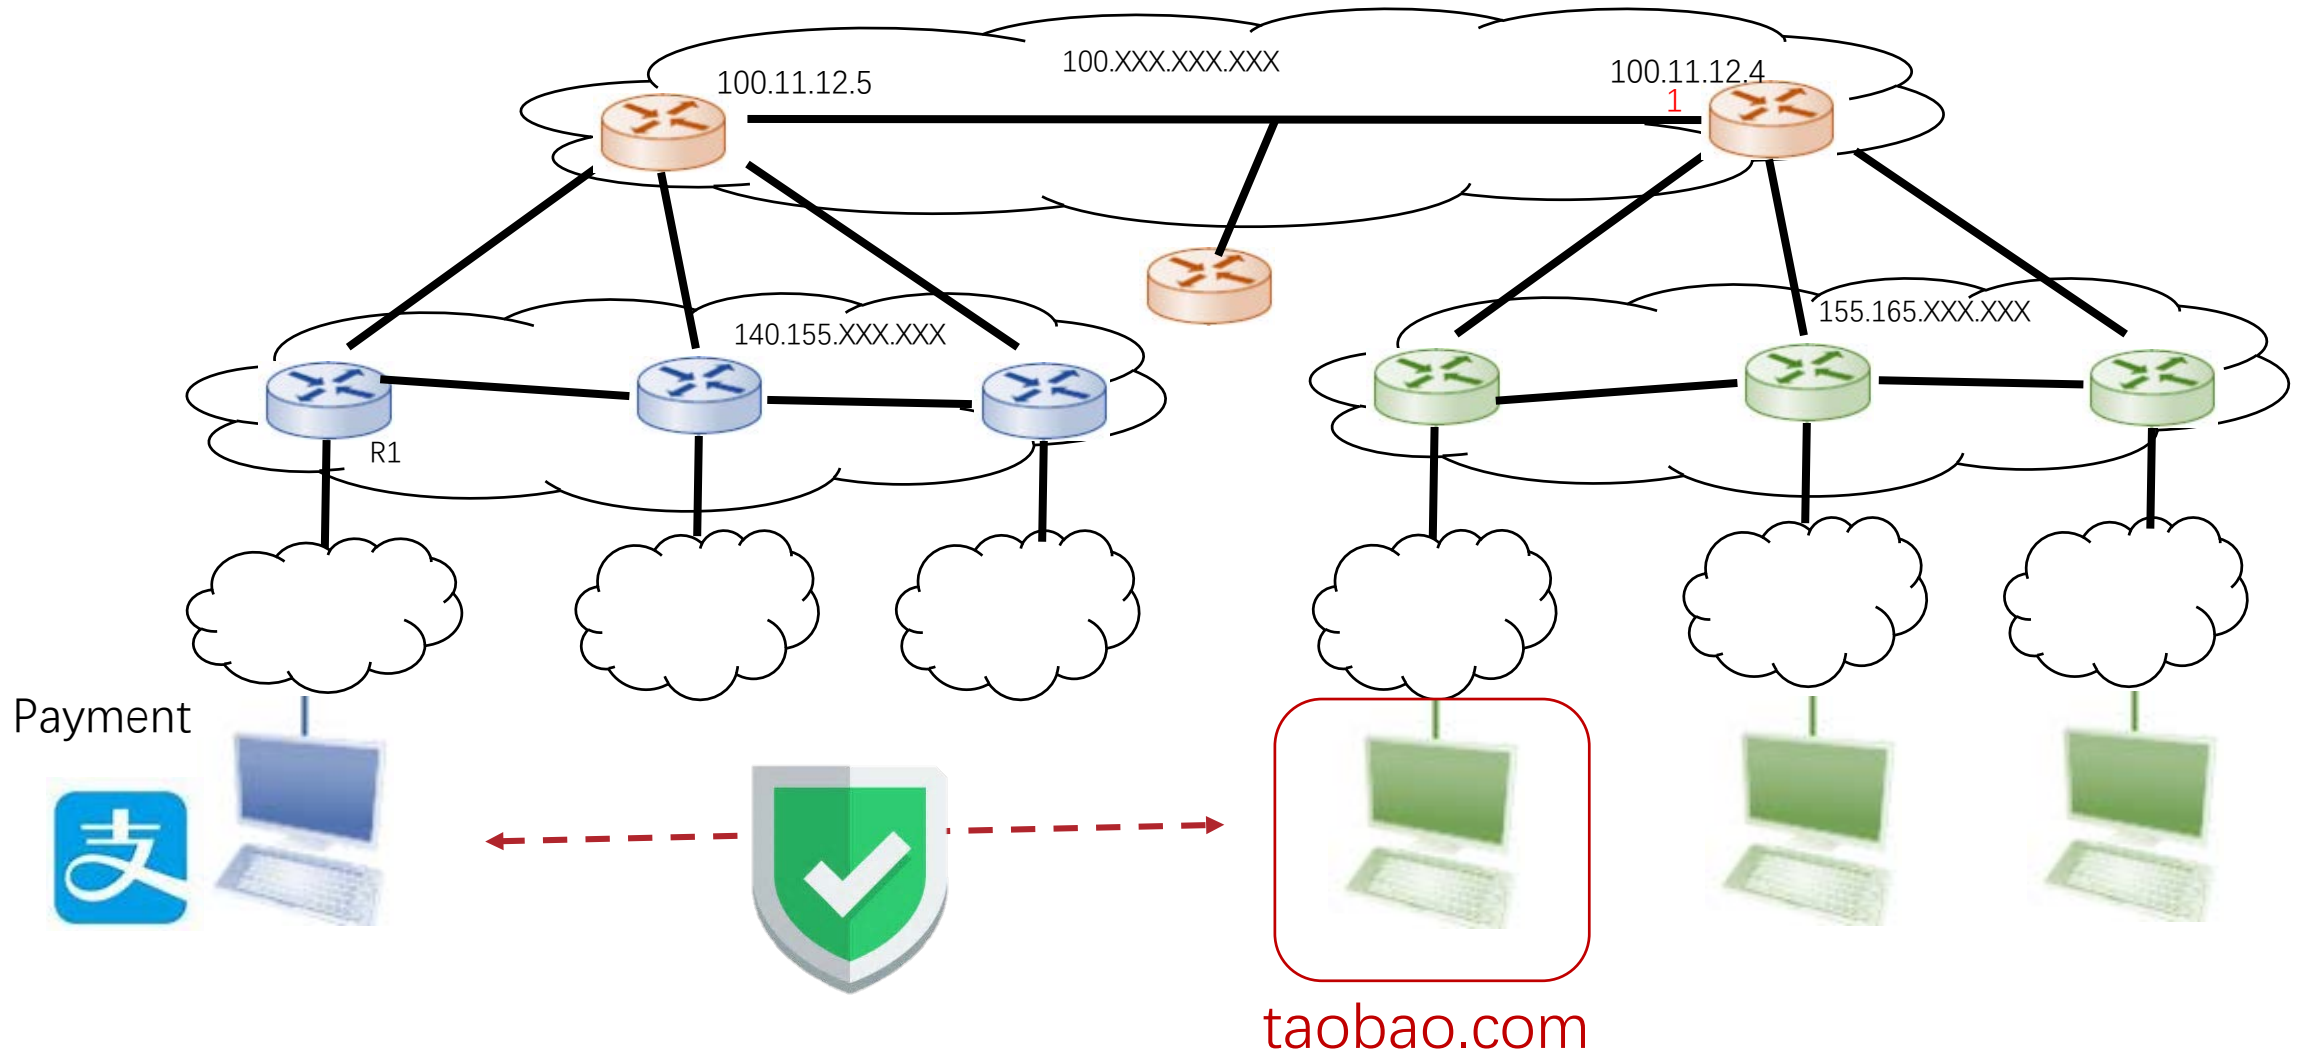 100.XXX.XXX.XXX
100.11.12.5
100.11.12.4
1
140.155.XXX.XXX
155.165.XXX.XXX
R1
Payment
支
taobao.com